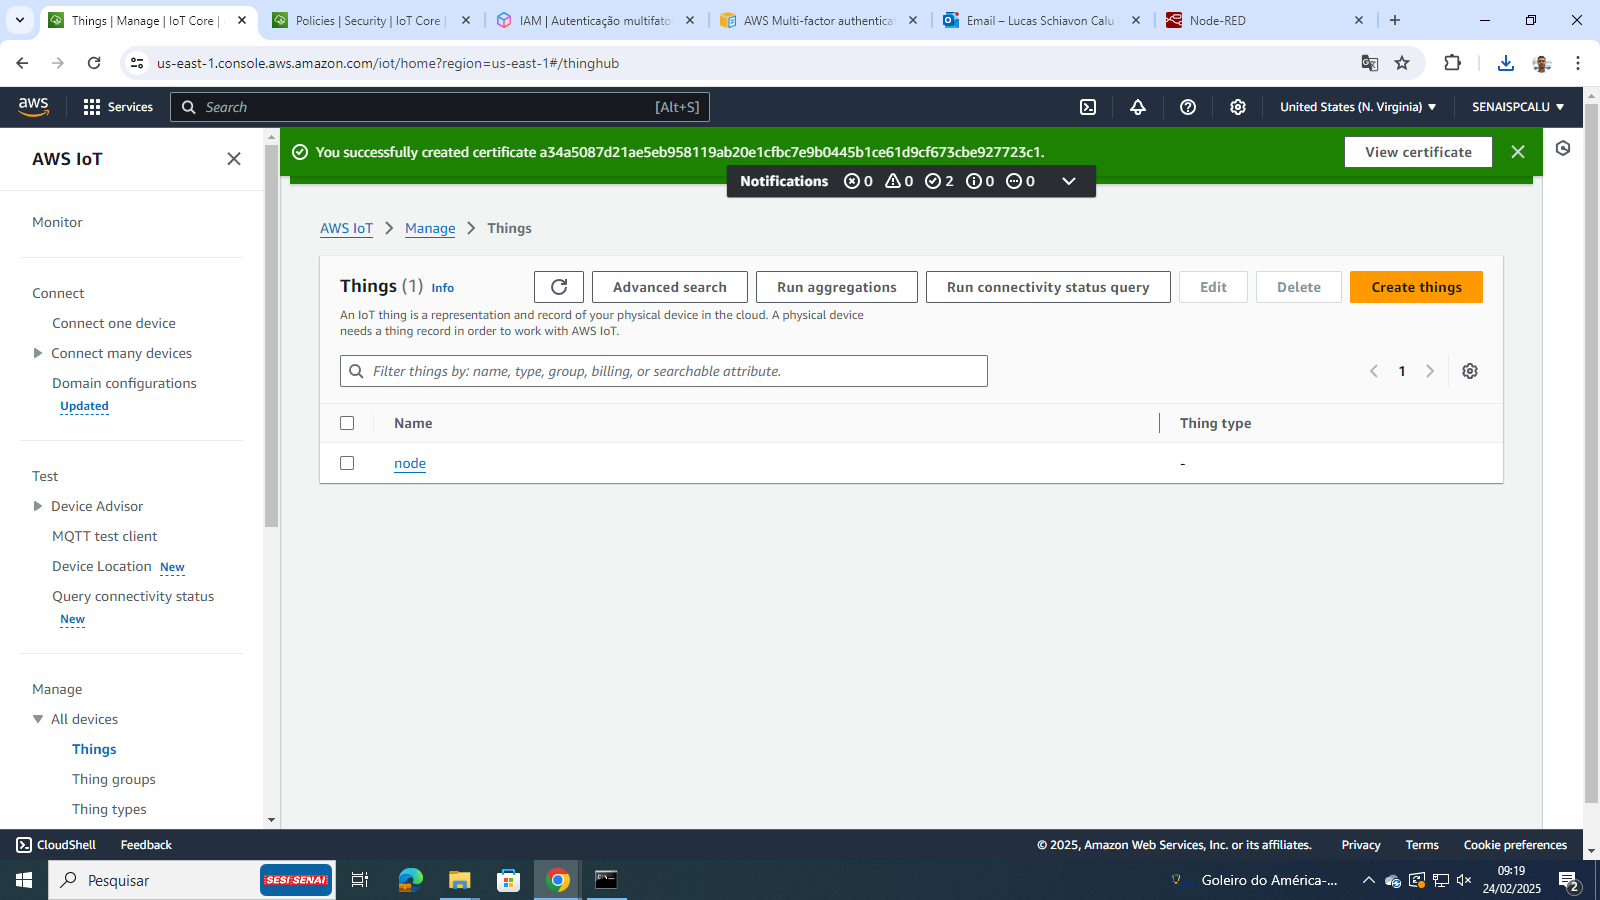 Things | Manage | IoT Core |
Policies | Security | IoT Core |
IAM | Autenticação multifato
AWS Multi-factor authentica
Email – Lucas Schiavon Calu
Node-RED
us-east-1.console.aws.amazon.com/iot/home?region=us-east-1#/thinghub
aws
Services
Search
[Alt+S]
United States (N. Virginia)
SENAISPCALU
AWS IoT
You successfully created certificate a34a5087d21ae5eb958119ab20e1cfbc7e9b0445b1ce61d9cf673cbe927723c1.
View certificate
Notifications 0 0 2 0 0
Monitor
Connect
Connect one device
Connect many devices
Domain configurations
Updated
Test
Device Advisor
MQTT test client
Device Location New
Query connectivity status
New
Manage
All devices
Things
Thing groups
Thing types
AWS IoT > Manage > Things
Things (1) Info
Advanced search
Run aggregations
Run connectivity status query
Edit
Delete
Create things
An IoT thing is a representation and record of your physical device in the cloud. A physical device
needs a thing record in order to work with AWS IoT.
Filter things by: name, type, group, billing, or searchable attribute.
1
Name
Thing type
node
-
CloudShell
Feedback
© 2025, Amazon Web Services, Inc. or its affiliates.
Privacy
Terms
Cookie preferences
Pesquisar
SESI SENAI
Goleiro do América-...
09:19
24/02/2025
2